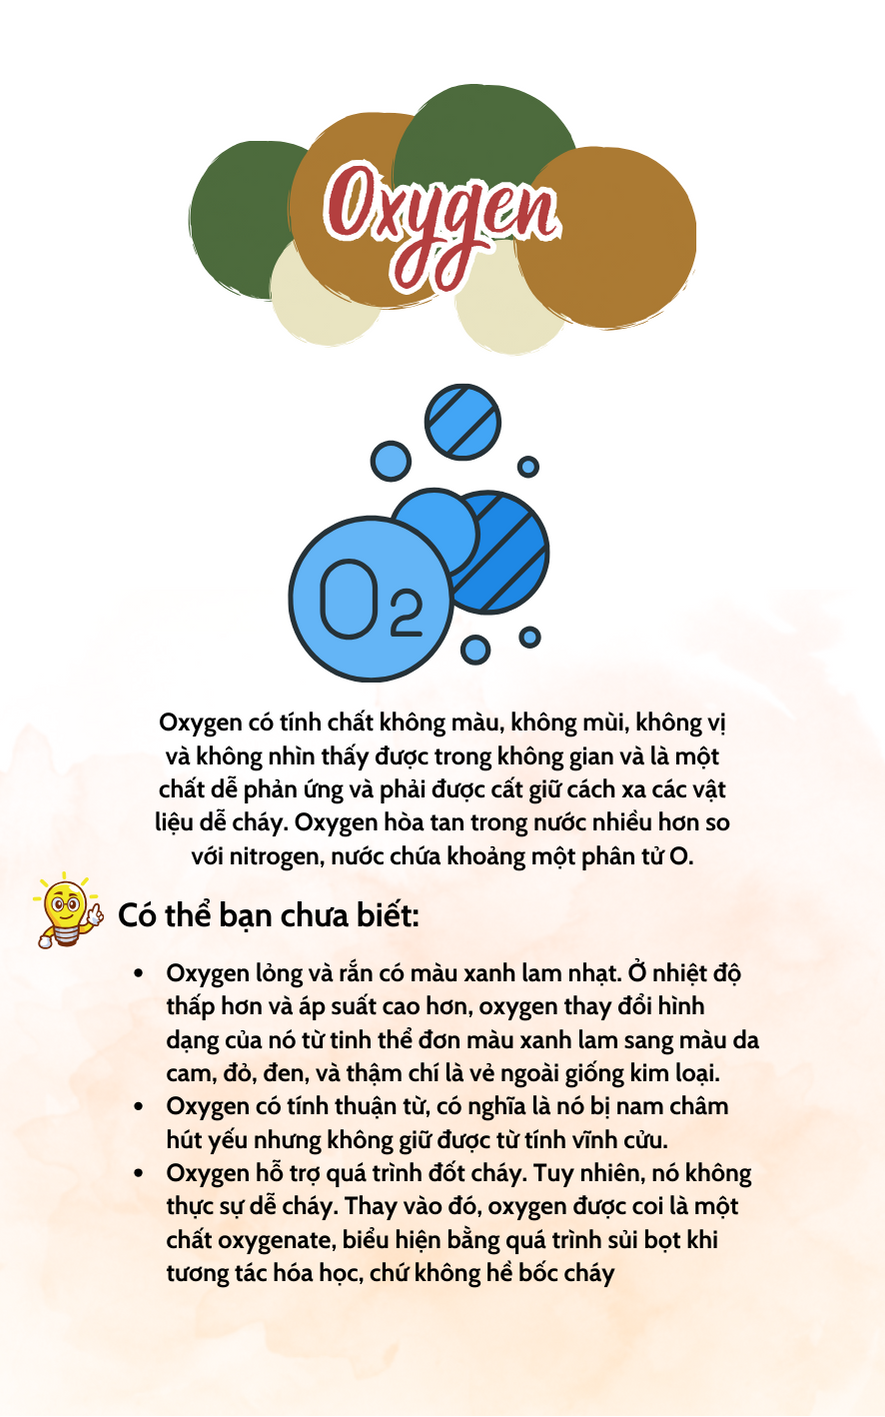 Oxygen
O2
Oxygen có tính chất không màu, không mùi, không vị
và không nhìn thấy được trong không gian và là một
chất dễ phản ứng và phải được cất giữ cách xa các vật
liệu dễ cháy. Oxygen hòa tan trong nước nhiều hơn so
với nitrogen, nước chứa khoảng một phân tử O.
Có thể bạn chưa biết:
• Oxygen lỏng và rắn có màu xanh lam nhạt. Ở nhiệt độ
thấp hơn và áp suất cao hơn, oxygen thay đổi hình
dạng của nó từ tinh thể đơn màu xanh lam sang màu da
cam, đỏ, đen, và thậm chí là vẻ ngoài giống kim loại.
• Oxygen có tính thuận từ, có nghĩa là nó bị nam châm
hút yếu nhưng không giữ được từ tính vĩnh cửu.
• Oxygen hỗ trợ quá trình đốt cháy. Tuy nhiên, nó không
thực sự dễ cháy. Thay vào đó, oxygen được coi là một
chất oxygenate, biểu hiện bằng quá trình sủi bọt khi
tương tác hóa học, chứ không hề bốc cháy